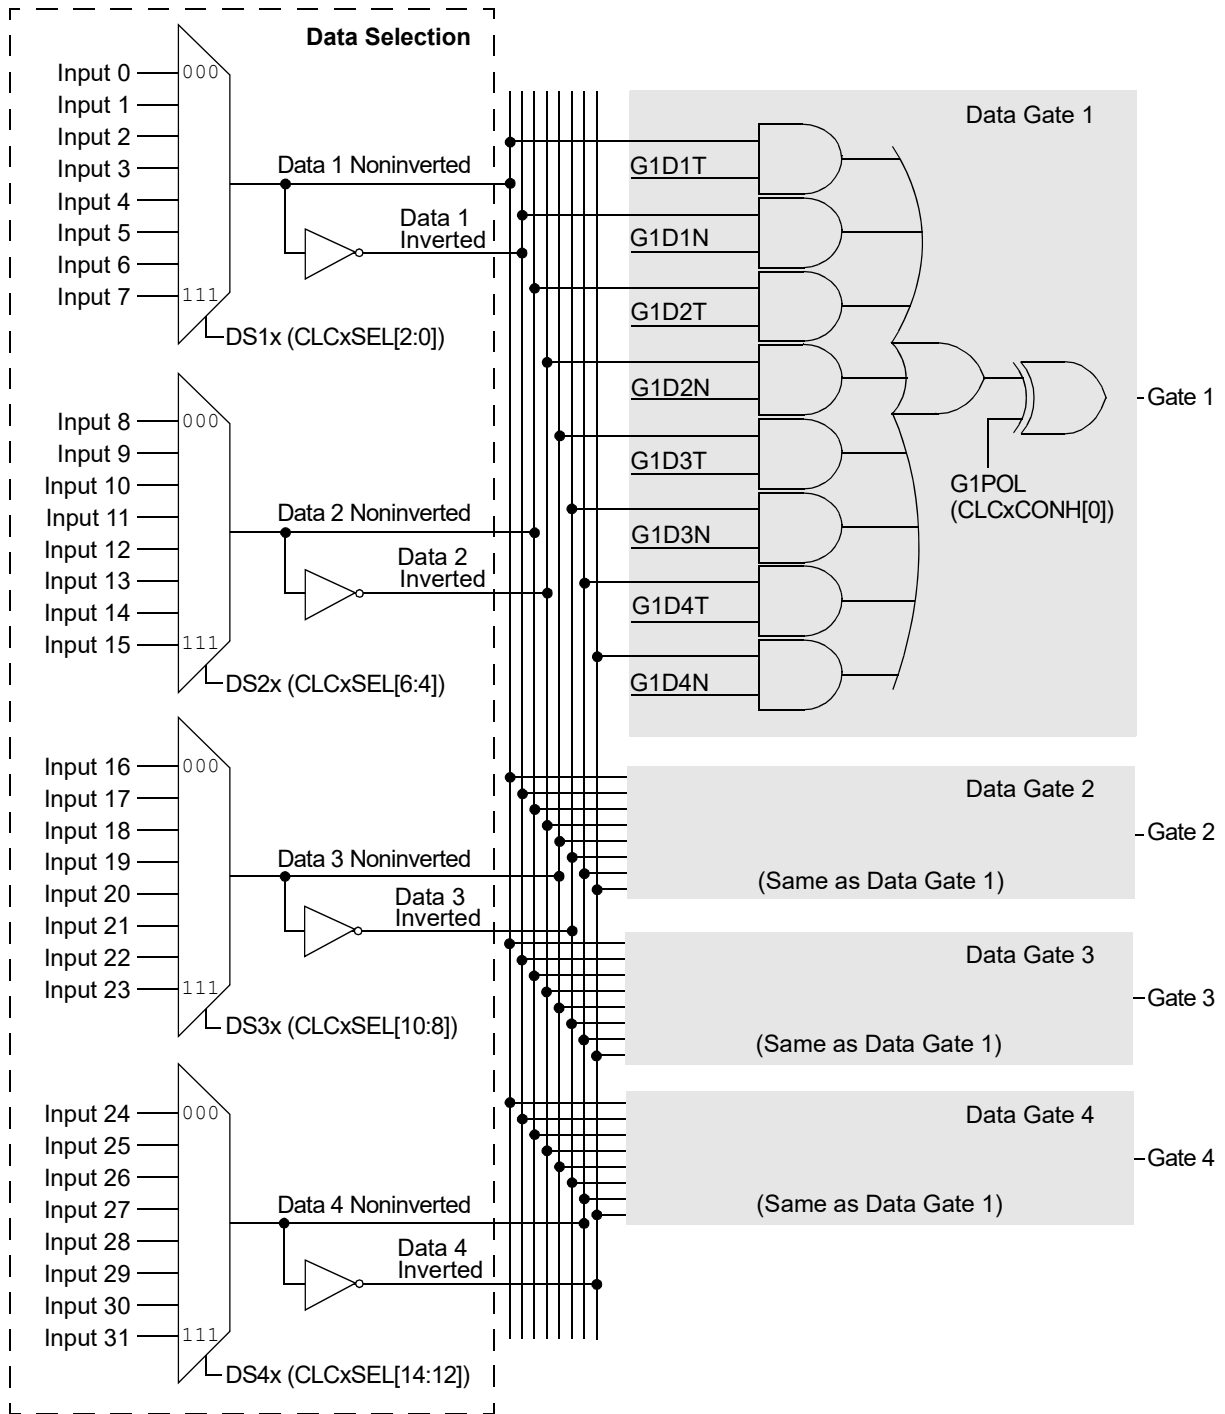 Data Selection
Input 0
000
Input 1
Input 2
Input 3
Input 4
Input 5
Input 6
Input 7
111
Data 1 Noninverted
Data 1
Inverted
DS1x (CLCxSEL[2:0])
Input 8
000
Input 9
Input 10
Input 11
Input 12
Input 13
Input 14
Input 15
111
Data 2 Noninverted
Data 2
Inverted
DS2x (CLCxSEL[6:4])
Input 16
000
Input 17
Input 18
Input 19
Input 20
Input 21
Input 22
Input 23
111
Data 3 Noninverted
Data 3
Inverted
DS3x (CLCxSEL[10:8])
Input 24
000
Input 25
Input 26
Input 27
Input 28
Input 29
Input 30
Input 31
111
Data 4 Noninverted
Data 4
Inverted
DS4x (CLCxSEL[14:12])
Data Gate 1
G1D1T
G1D1N
G1D2T
G1D2N
G1D3T
G1D3N
G1D4T
G1D4N
G1POL
(CLCxCONH[0])
Gate 1
Data Gate 2
(Same as Data Gate 1)
Gate 2
Data Gate 3
(Same as Data Gate 1)
Gate 3
Data Gate 4
(Same as Data Gate 1)
Gate 4